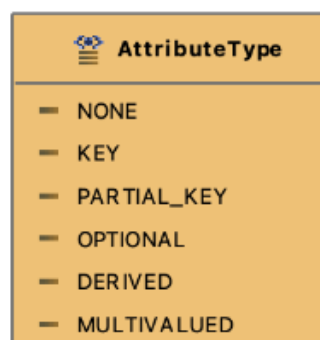 AttributeType
NONE
KEY
PARTIAL_KEY
OPTIONAL
DERIVED
MULTIVALUED